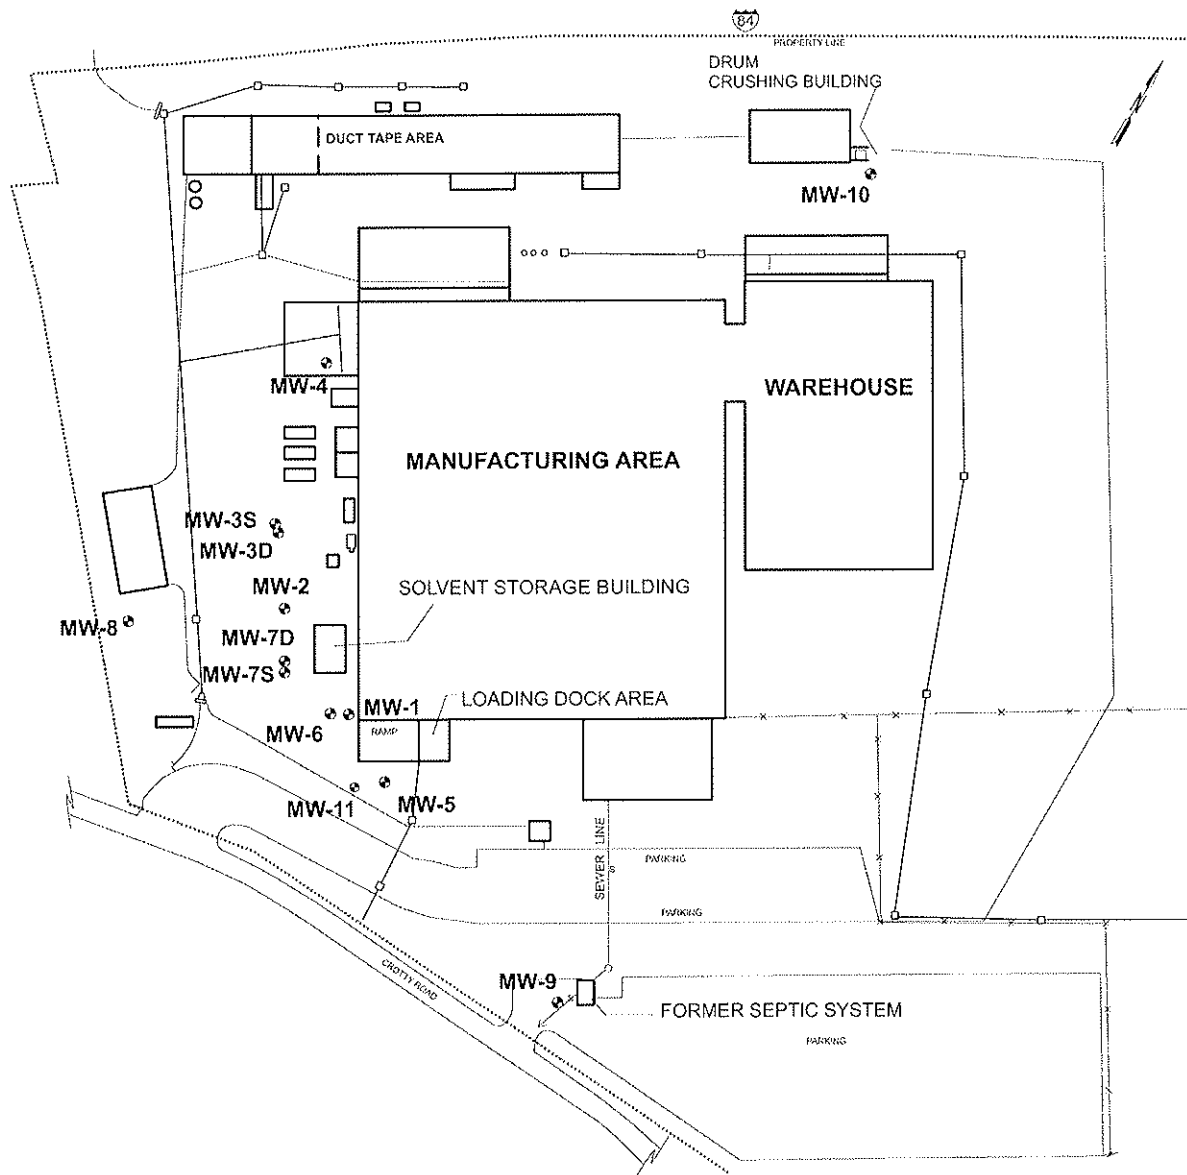 84
PROPERTY LINE
DRUM
CRUSHING BUILDING
DUCT TAPE AREA
MW-10
MW-4
WAREHOUSE
MANUFACTURING AREA
MW-3S
MW-3D
MW-2
SOLVENT STORAGE BUILDING
MW-8
MW-7D
MW-7S
MW-1
LOADING DOCK AREA
MW-6
RAMP
MW-11
MW-5
SEWER LINE
S
PARKING
PARKING
CROTTY ROAD
MW-9
FORMER SEPTIC SYSTEM
PARKING